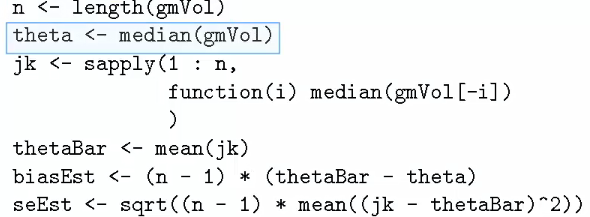 n <- length(gmVol)
theta <- median(gmVol)
jk <- sapply(1 : n,
function(i) median(gmVol[-i])
)
thetaBar <- mean(jk)
biasEst <- (n - 1) * (thetaBar - theta)
seEst <- sqrt((n - 1) * mean((jk - thetaBar)^2))